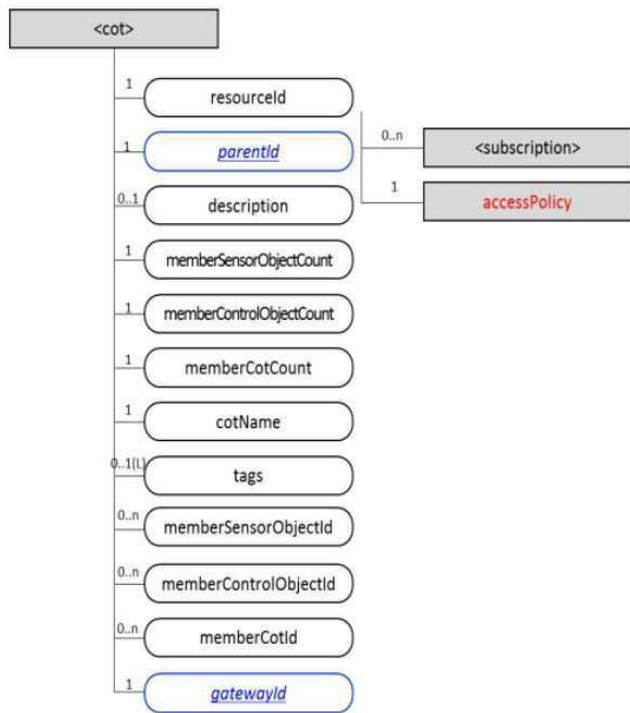 <cot>
1
resourceId
1
parentId
0..n
<subscription>
0..1
description
1
accessPolicy
1
memberSensorObjectCount
1
memberControlObjectCount
1
memberCotCount
1
cotName
0..1(L)
tags
0..n
memberSensorObjectId
0..n
memberControlObjectId
0..n
memberCotId
1
gatewayId